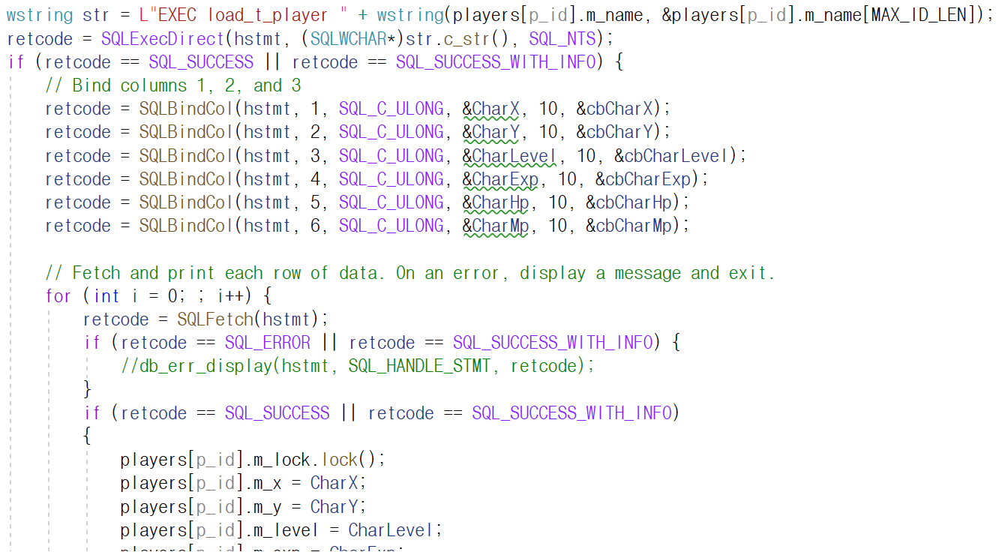 wstring str = L"EXEC load_t_player " + wstring(players[p_id].m_name, &players[p_id].m_name[MAX_ID_LEN]);
retcode = SQLExecDirect(hstmt, (SQLWCHAR*)str.c_str(), SQL_NTS);
if (retcode == SQL_SUCCESS || retcode == SQL_SUCCESS_WITH_INFO) {
// Bind columns 1, 2, and 3
retcode = SQLBindCol(hstmt, 1, SQL_C_ULONG, &CharX, 10, &cbCharX);
retcode = SQLBindCol(hstmt, 2, SQL_C_ULONG, &CharY, 10, &cbCharY);
retcode = SQLBindCol(hstmt, 3, SQL_C_ULONG, &CharLevel, 10, &cbCharLevel);
retcode = SQLBindCol(hstmt, 4, SQL_C_ULONG, &CharExp, 10, &cbCharExp);
retcode = SQLBindCol(hstmt, 5, SQL_C_ULONG, &CharHp, 10, &cbCharHp);
retcode = SQLBindCol(hstmt, 6, SQL_C_ULONG, &CharMp, 10, &cbCharMp);
// Fetch and print each row of data. On an error, display a message and exit.
for (int i = 0; ; i++) {
retcode = SQLFetch(hstmt);
if (retcode == SQL_ERROR || retcode == SQL_SUCCESS_WITH_INFO) {
//db_err_display(hstmt, SQL_HANDLE_STMT, retcode);
}
if (retcode == SQL_SUCCESS || retcode == SQL_SUCCESS_WITH_INFO)
{
players[p_id].m_lock.lock();
players[p_id].m_x = CharX;
players[p_id].m_y = CharY;
players[p_id].m_level = CharLevel;
players[p_id].m_exp = CharExp;